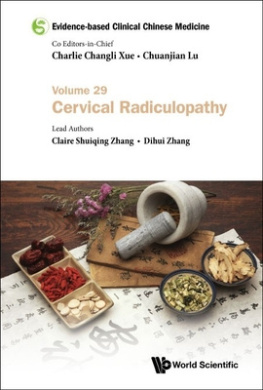 Evidence-based Clinical Chinese Medicine
Co Editors-in-Chief
Charlie Changli Xue • Chuanjian Lu
Volume 29
Cervical Radiculopathy
Lead Authors
Claire Shuiqing Zhang • Dihui Zhang
World Scientific